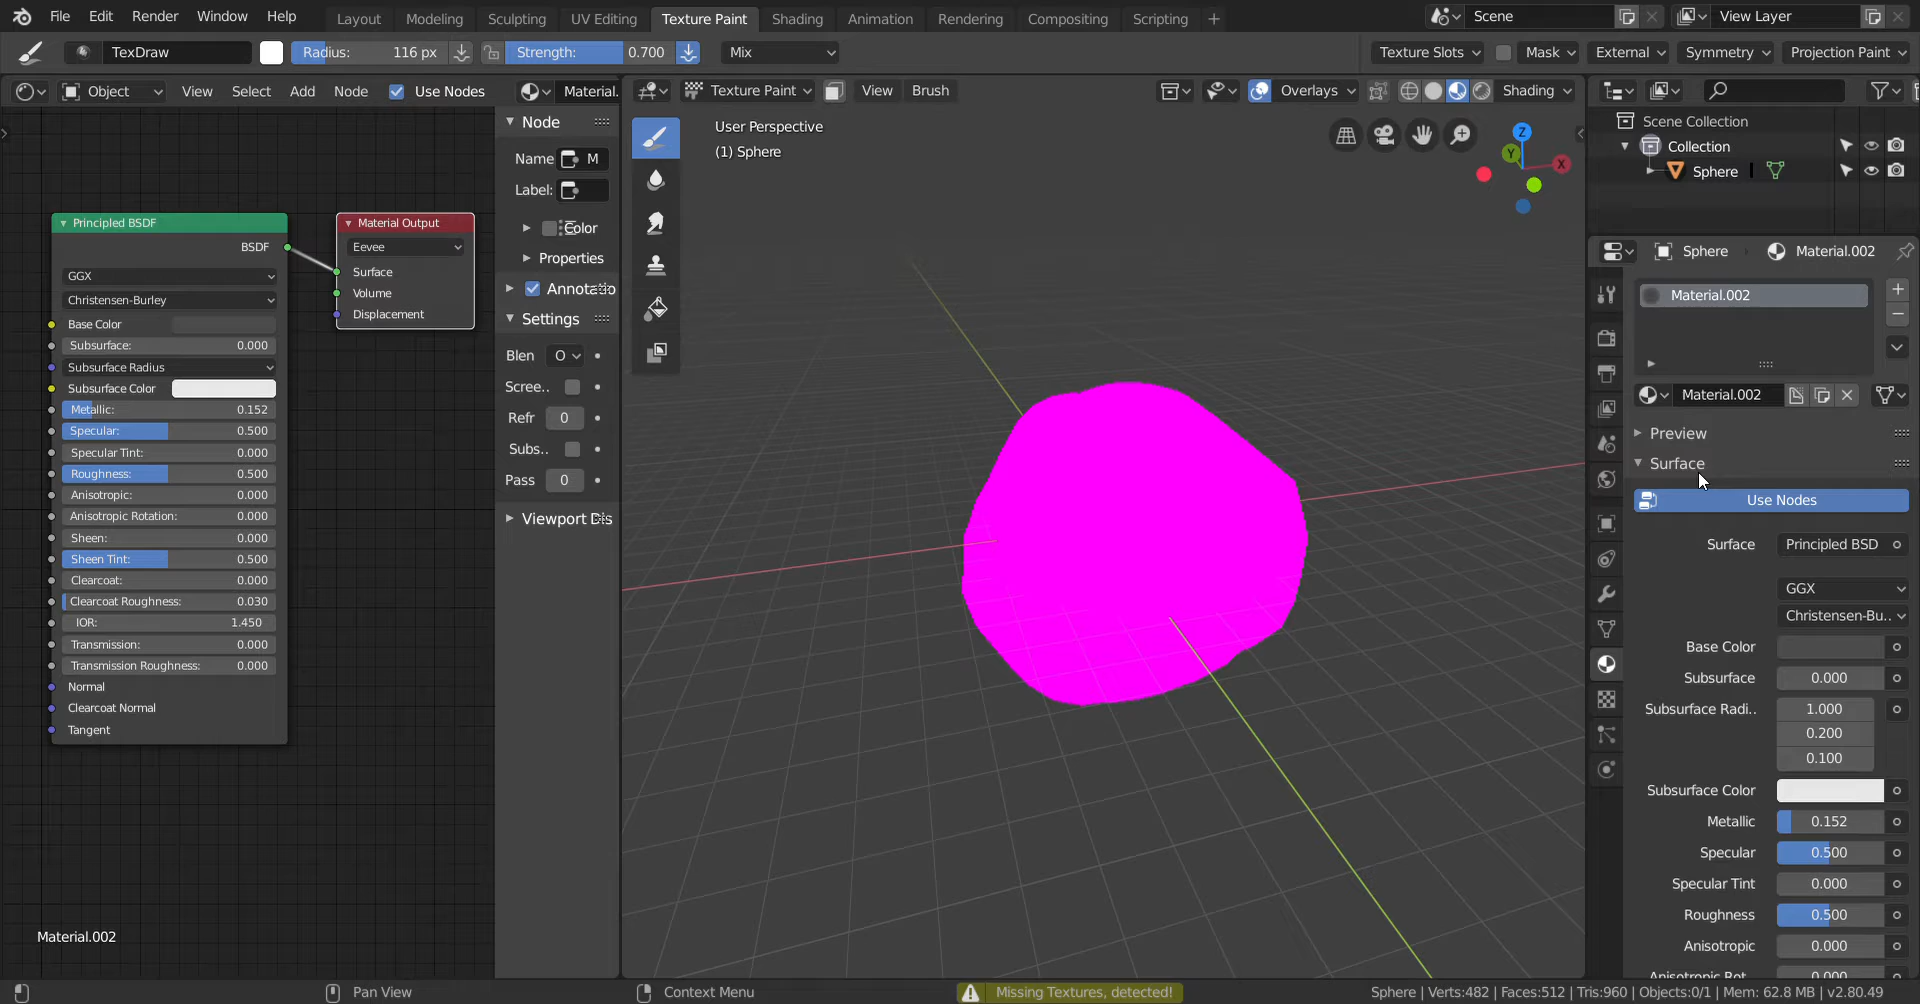 File Edit Render Window Help Layout Modeling Sculpting UV Editing Texture Paint Shading Animation Rendering Compositing Scripting + Scene View Layer
TexDraw Radius: 116 px Strength: 0.700 Mix Texture Slots Mask External Symmetry Projection Paint
Object View Select Add Node Use Nodes Material.
Texture Paint View Brush Overlays Shading
Node
Name M
Label:
Color
Properties
Settings
Blen O
Scree..
Refr 0
Subs..
Pass 0
Principled BSDF
BSDF
GGX
Christensen-Burley
Base Color
Subsurface: 0.000
Subsurface Radius
Subsurface Color
Metallic: 0.152
Specular: 0.500
Specular Tint: 0.000
Roughness: 0.500
Anisotropic: 0.000
Anisotropic Rotation: 0.000
Sheen: 0.000
Sheen Tint: 0.500
Clearcoat: 0.000
Clearcoat Roughness: 0.030
IOR: 1.450
Transmission: 0.000
Transmission Roughness: 0.000
Normal
Clearcoat Normal
Tangent
Material Output
Eevee
Surface
Volume
Displacement
Material.002
User Perspective
(1) Sphere
Z
Y
X
Scene Collection
Collection
Sphere
Sphere Material.002
Material.002
Material.002
Preview
Surface
Use Nodes
Surface Principled BSD
GGX
Christensen-Bu..
Base Color
Subsurface 0.000
Subsurface Radi.. 1.000
0.200
0.100
Subsurface Color
Metallic 0.152
Specular 0.500
Specular Tint 0.000
Roughness 0.500
Anisotropic 0.000
Anisotropic Rot.. 0.000
Pan View Context Menu Missing Textures, detected! Sphere | Verts:482 | Faces:512 | Tris:960 | Objects:0/1 | Mem: 62.8 MB | v2.80.49